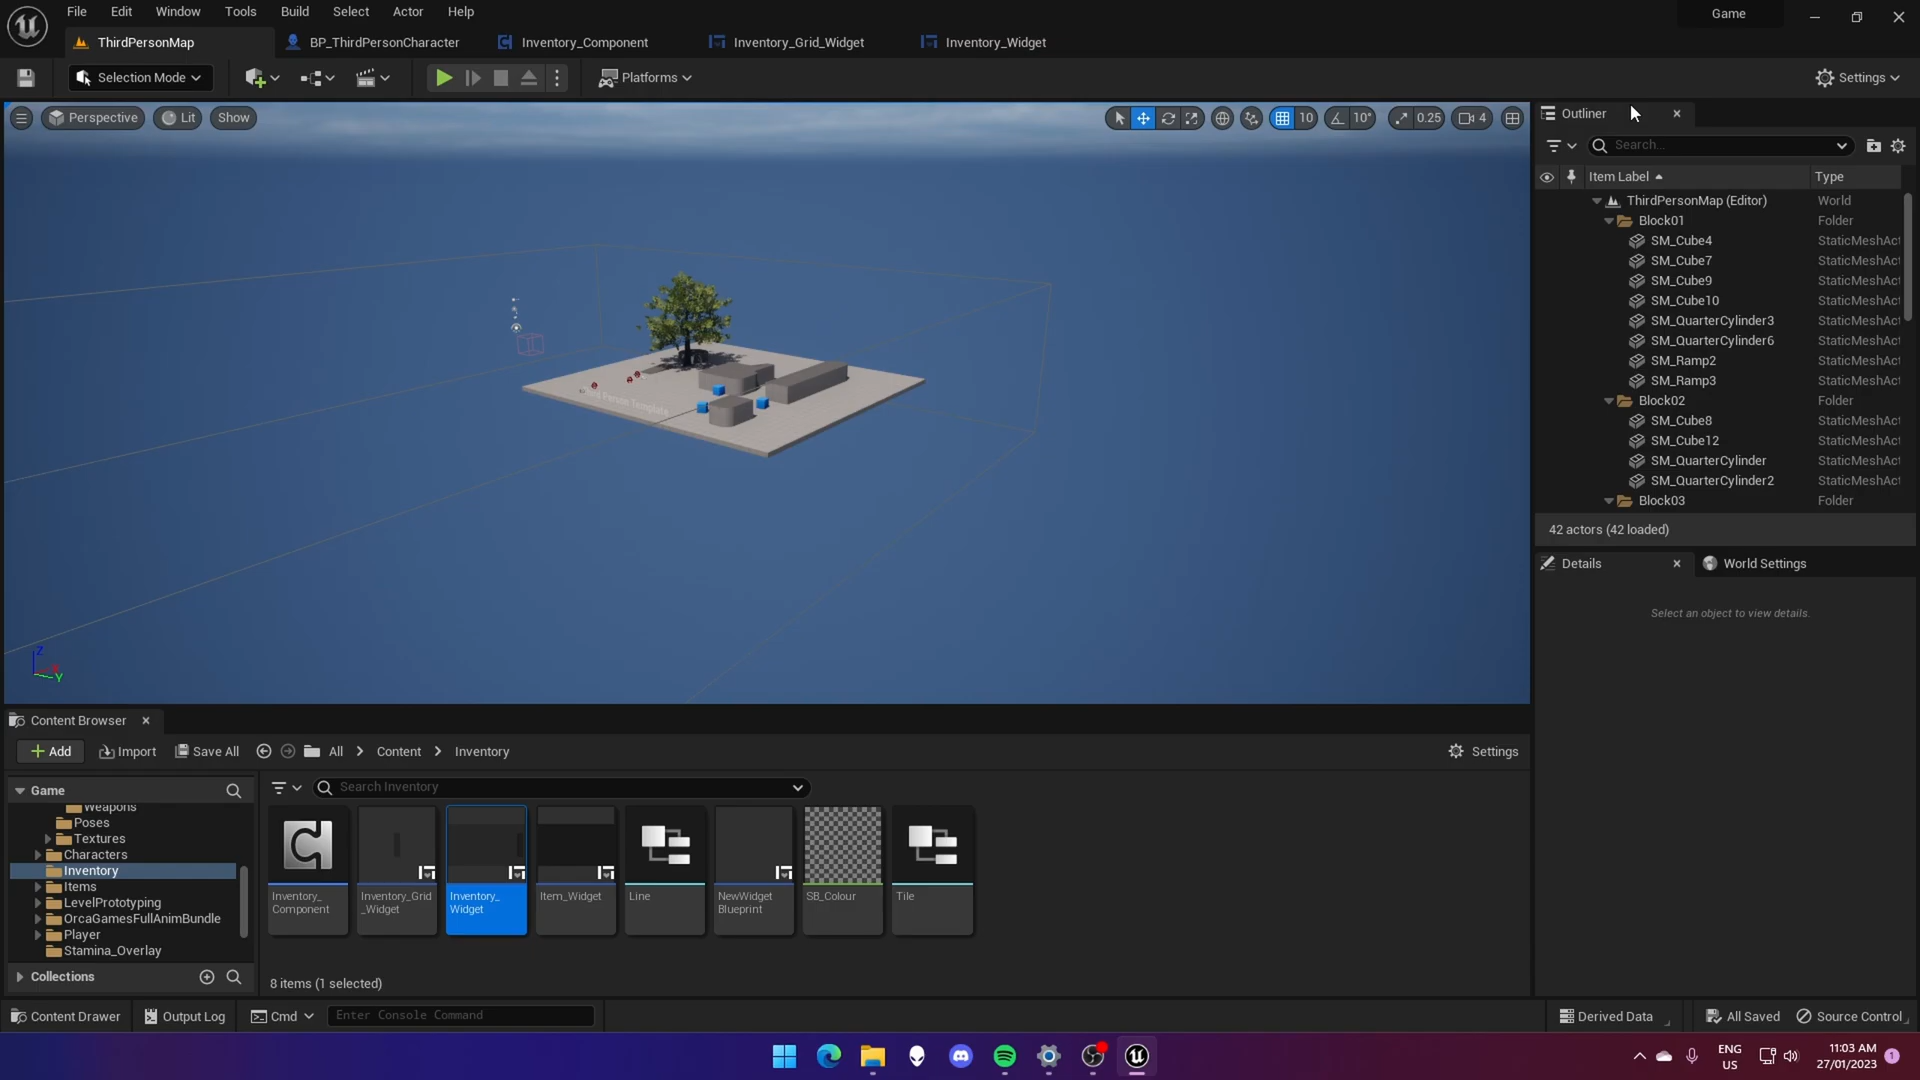 File Edit Window Tools Build Select Actor Help
Game
ThirdPersonMap BP_ThirdPersonCharacter Inventory_Component Inventory_Grid_Widget Inventory_Widget
Selection Mode Platforms Settings
Perspective Lit Show 10 10° 0.25 4
Outliner
Search...
Item Label Type
ThirdPersonMap (Editor) World
Block01 Folder
SM_Cube4 StaticMeshAct
SM_Cube7 StaticMeshAct
SM_Cube9 StaticMeshAct
SM_Cube10 StaticMeshAct
SM_QuarterCylinder3 StaticMeshAct
SM_QuarterCylinder6 StaticMeshAct
SM_Ramp2 StaticMeshAct
SM_Ramp3 StaticMeshAct
Block02 Folder
SM_Cube8 StaticMeshAct
SM_Cube12 StaticMeshAct
SM_QuarterCylinder StaticMeshAct
SM_QuarterCylinder2 StaticMeshAct
Block03 Folder
42 actors (42 loaded)
Details World Settings
Select an object to view details.
Person Template
Z
Y
Content Browser
Add Import Save All All Content Inventory Settings
Game
Search Inventory
Weapons
Poses
Textures
Characters
Inventory
Items
LevelPrototyping
OrcaGamesFullAnimBundle
Player
Stamina_Overlay
Collections
Inventory_
Component
Inventory_Grid
_Widget
Inventory_
Widget
Item_Widget
Line
NewWidget
Blueprint
SB_Colour
Tile
8 items (1 selected)
Content Drawer Output Log Cmd Enter Console Command Derived Data All Saved Source Control
ENG
US
11:03 AM
27/01/2023
1